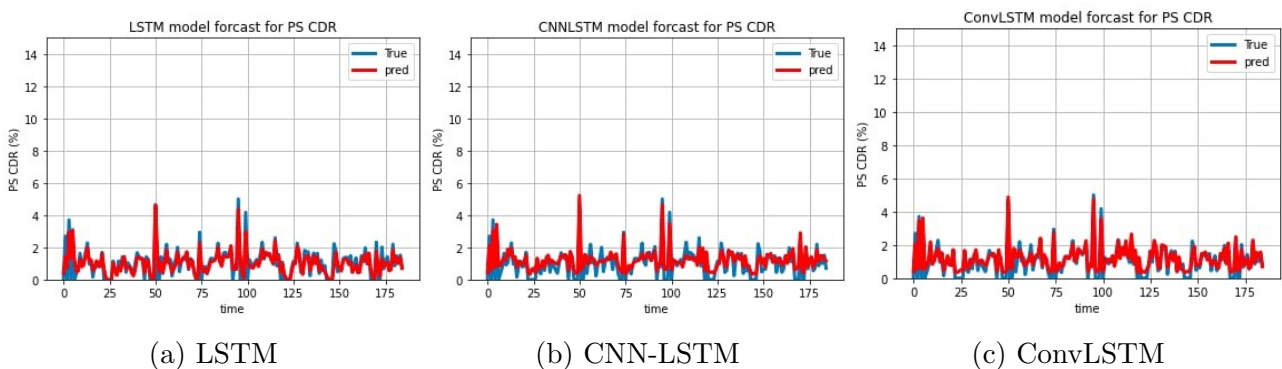 LSTM model forcast for PS CDR
True
pred
PS CDR (%)
14
12
10
8
6
4
2
0
0 25 50 75 100 125 150 175
time
(a) LSTM
CNNLSTM model forcast for PS CDR
True
pred
PS CDR (%)
14
12
10
8
6
4
2
0
0 25 50 75 100 125 150 175
time
(b) CNN-LSTM
ConvLSTM model forcast for PS CDR
True
pred
PS CDR (%)
14
12
10
8
6
4
2
0
0 25 50 75 100 125 150 175
time
(c) ConvLSTM